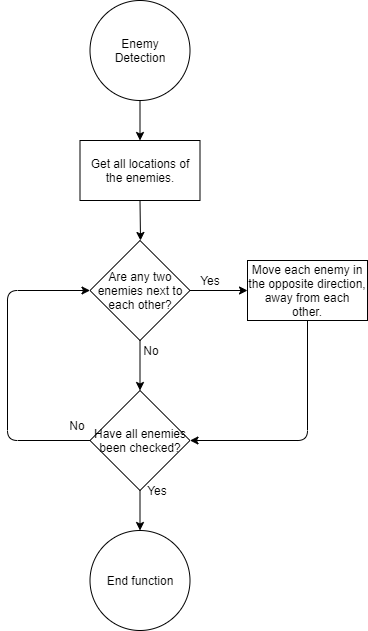 Enemy
Detection
Get all locations of
the enemies.
Are any two
enemies next to
each other?
Yes
Move each enemy in
the opposite direction,
away from each
other.
No
No
Have all enemies
been checked?
Yes
End function